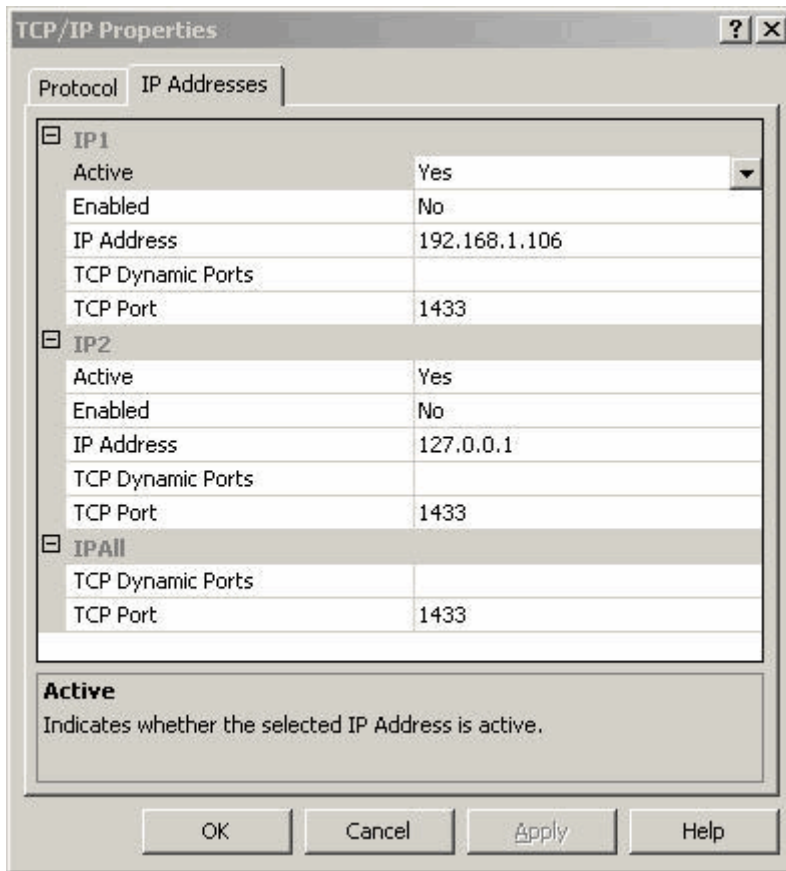 TCP/IP Properties
Protocol IP Addresses
IP1
Active Yes
Enabled No
IP Address 192.168.1.106
TCP Dynamic Ports
TCP Port 1433
IP2
Active Yes
Enabled No
IP Address 127.0.0.1
TCP Dynamic Ports
TCP Port 1433
IPAll
TCP Dynamic Ports
TCP Port 1433
Active
Indicates whether the selected IP Address is active.
OK Cancel Apply Help